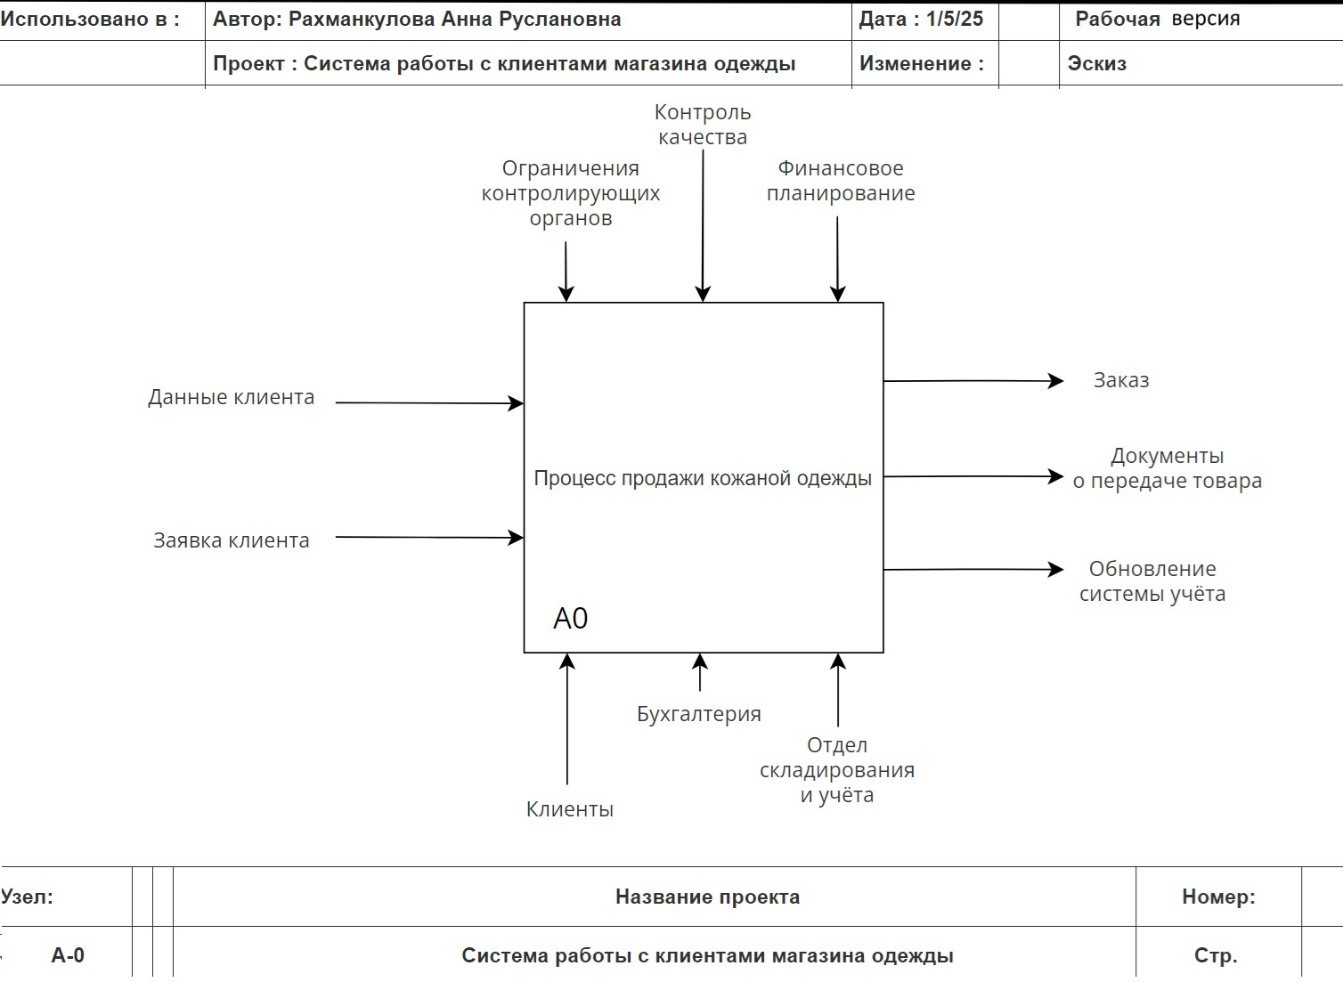 Использовано в :
Автор: Рахманкулова Анна Руслановна
Дата : 1/5/25
Рабочая версия
Проект : Система работы с клиентами магазина одежды
Изменение :
Эскиз
Контроль
качества
Ограничения
контролирующих
органов
Финансовое
планирование
Данные клиента
Заявка клиента
Процесс продажи кожаной одежды
A0
Заказ
Документы
о передаче товара
Обновление
системы учёта
Клиенты
Бухгалтерия
Отдел
складирования
и учёта
Узел:
Название проекта
Номер:
А-0
Система работы с клиентами магазина одежды
Стр.